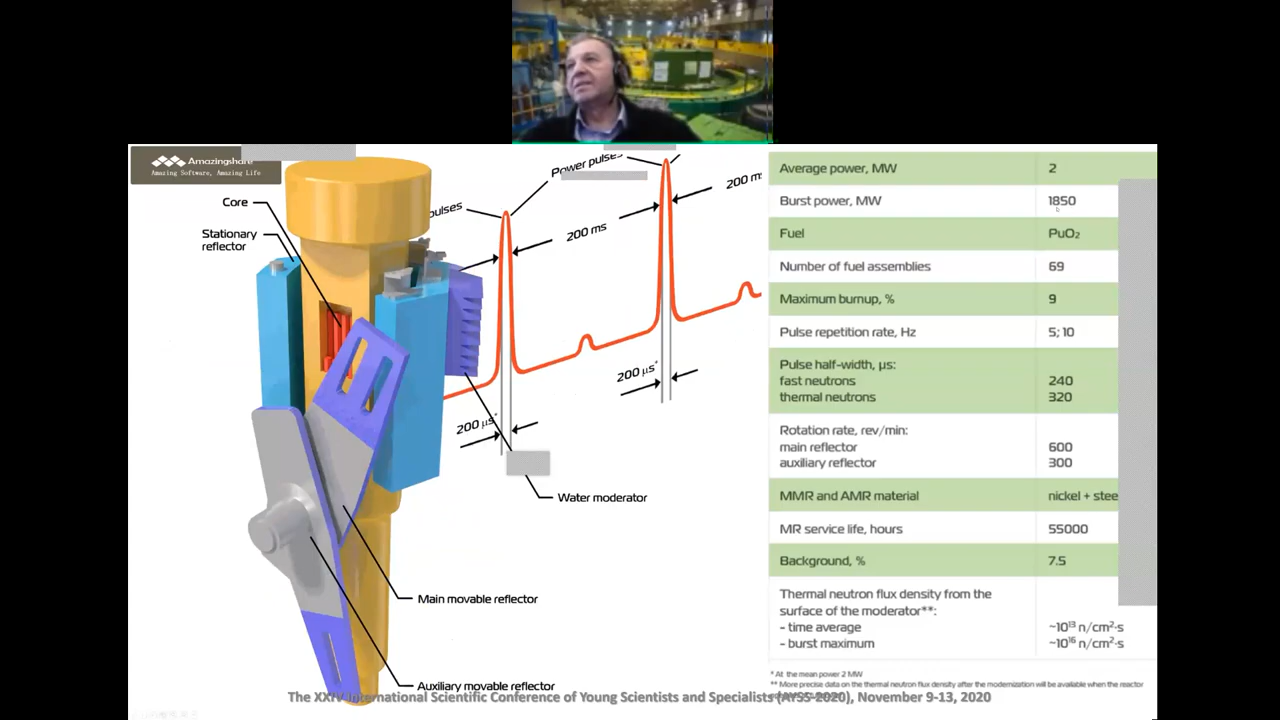 Amazingshare
Amazing Software, Amazing Life
Core
Stationary
reflector
pulses
Power pulses
200 ms
200 ms
200 µs*
200 µs*
Water moderator
Main movable reflector
Auxiliary movable reflector
Average power, MW 2
Burst power, MW 1850
Fuel PuO₂
Number of fuel assemblies 69
Maximum burnup, % 9
Pulse repetition rate, Hz 5; 10
Pulse half-width, µs:
fast neutrons 240
thermal neutrons 320
Rotation rate, rev/min:
main reflector 600
auxiliary reflector 300
MMR and AMR material nickel + stee
MR service life, hours 55000
Background, % 7.5
Thermal neutron flux density from the
surface of the moderator**:
- time average ~10¹³ n/cm²·s
- burst maximum ~10¹⁶ n/cm²·s
* At the mean power 2 MW
** More precise data on the thermal neutron flux density after the modernization will be available when the reactor
The XXIV International Scientific Conference of Young Scientists and Specialists (AYSS-2020), November 9-13, 2020